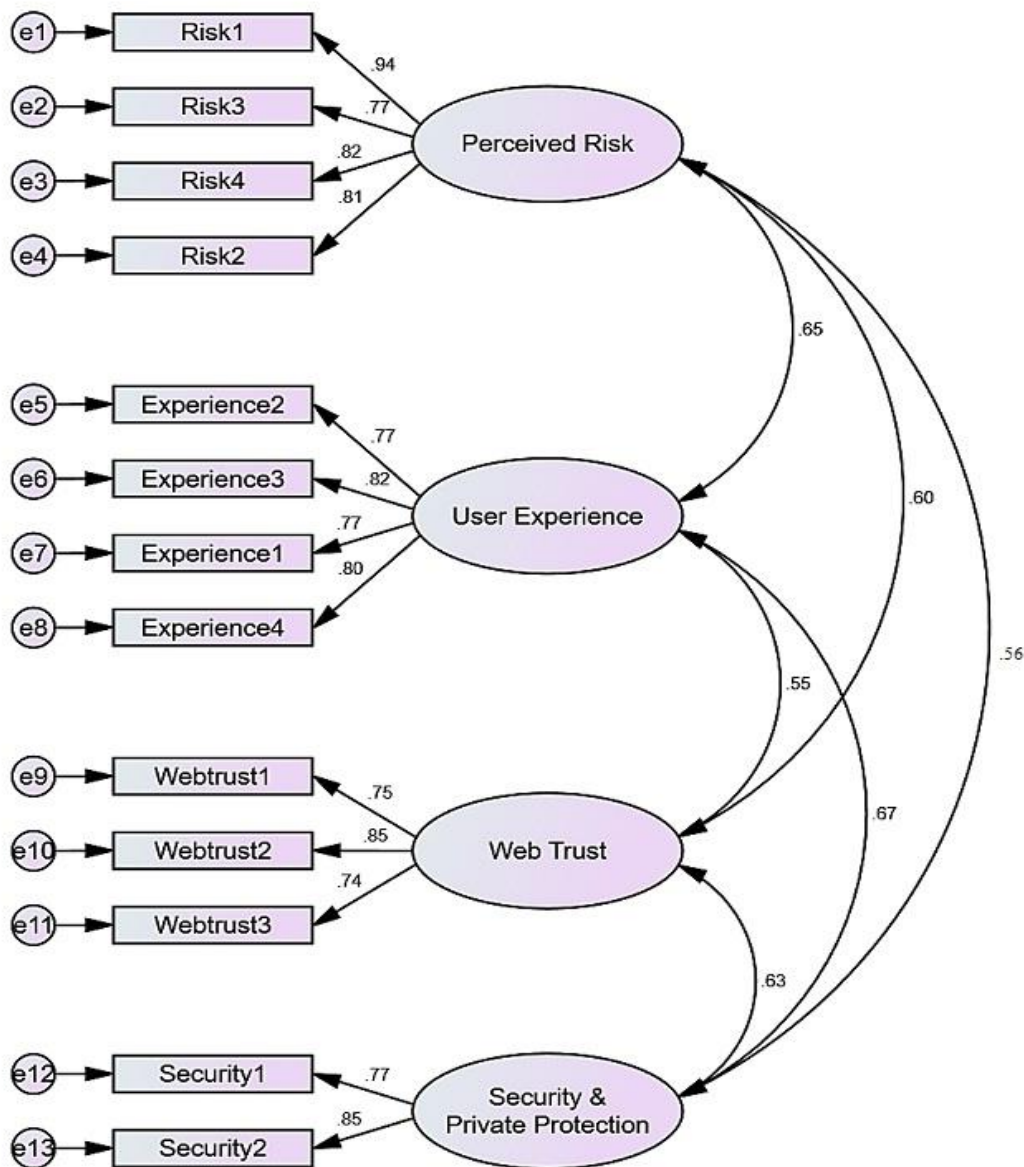 e1
Risk1
.94
e2
Risk3
.77
Perceived Risk
e3
Risk4
.82
e4
Risk2
.81
.65
e5
Experience2
.77
e6
Experience3
.82
User Experience
.60
e7
Experience1
.77
e8
Experience4
.80
.55
.56
e9
Webtrust1
.75
.67
e10
Webtrust2
.85
Web Trust
e11
Webtrust3
.74
.63
e12
Security1
.77
Security &
Private Protection
e13
Security2
.85